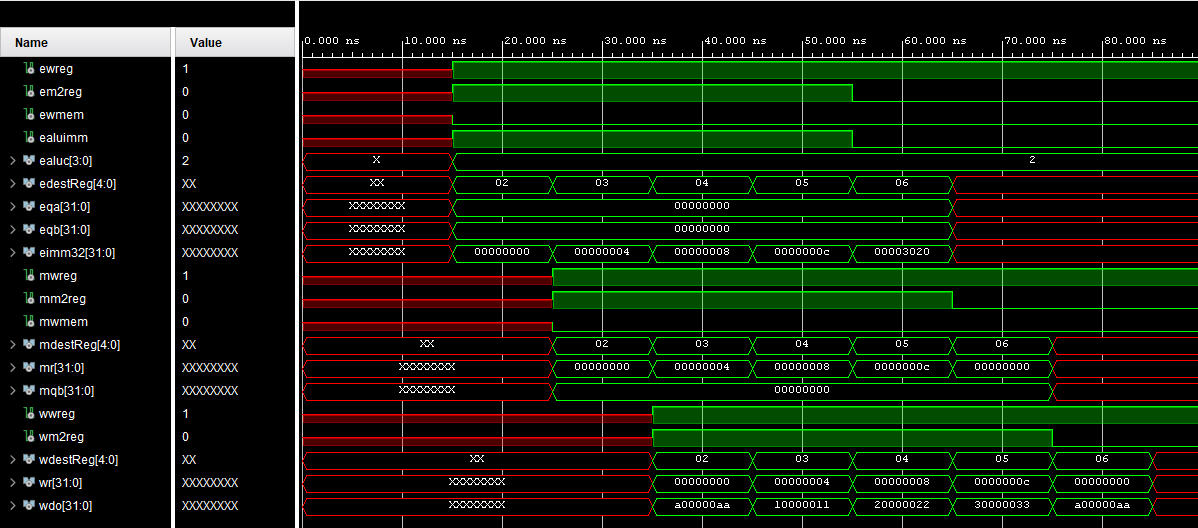 Name Value
0.000 ns 10.000 ns 20.000 ns 30.000 ns 40.000 ns 50.000 ns 60.000 ns 70.000 ns 80.000 ns
ewreg 1
em2reg 0
ewmem 0
ealuimm 0
ealuc[3:0] 2 X 2
edestReg[4:0] XX XX 02 03 04 05 06
eqa[31:0] XXXXXXXX XXXXXXXX 00000000
eqb[31:0] XXXXXXXX XXXXXXXX 00000000
eimm32[31:0] XXXXXXXX XXXXXXXX 00000000 00000004 00000008 0000000c 00003020
mwreg 1
mm2reg 0
mwmem 0
mdestReg[4:0] XX XX 02 03 04 05 06
mr[31:0] XXXXXXXX XXXXXXXX 00000000 00000004 00000008 0000000c 00000000
mqb[31:0] XXXXXXXX XXXXXXXX 00000000
wwreg 1
wm2reg 0
wdestReg[4:0] XX XX 02 03 04 05 06
wr[31:0] XXXXXXXX XXXXXXXX 00000000 00000004 00000008 0000000c 00000000
wdo[31:0] XXXXXXXX XXXXXXXX a00000aa 10000011 20000022 30000033 a00000aa